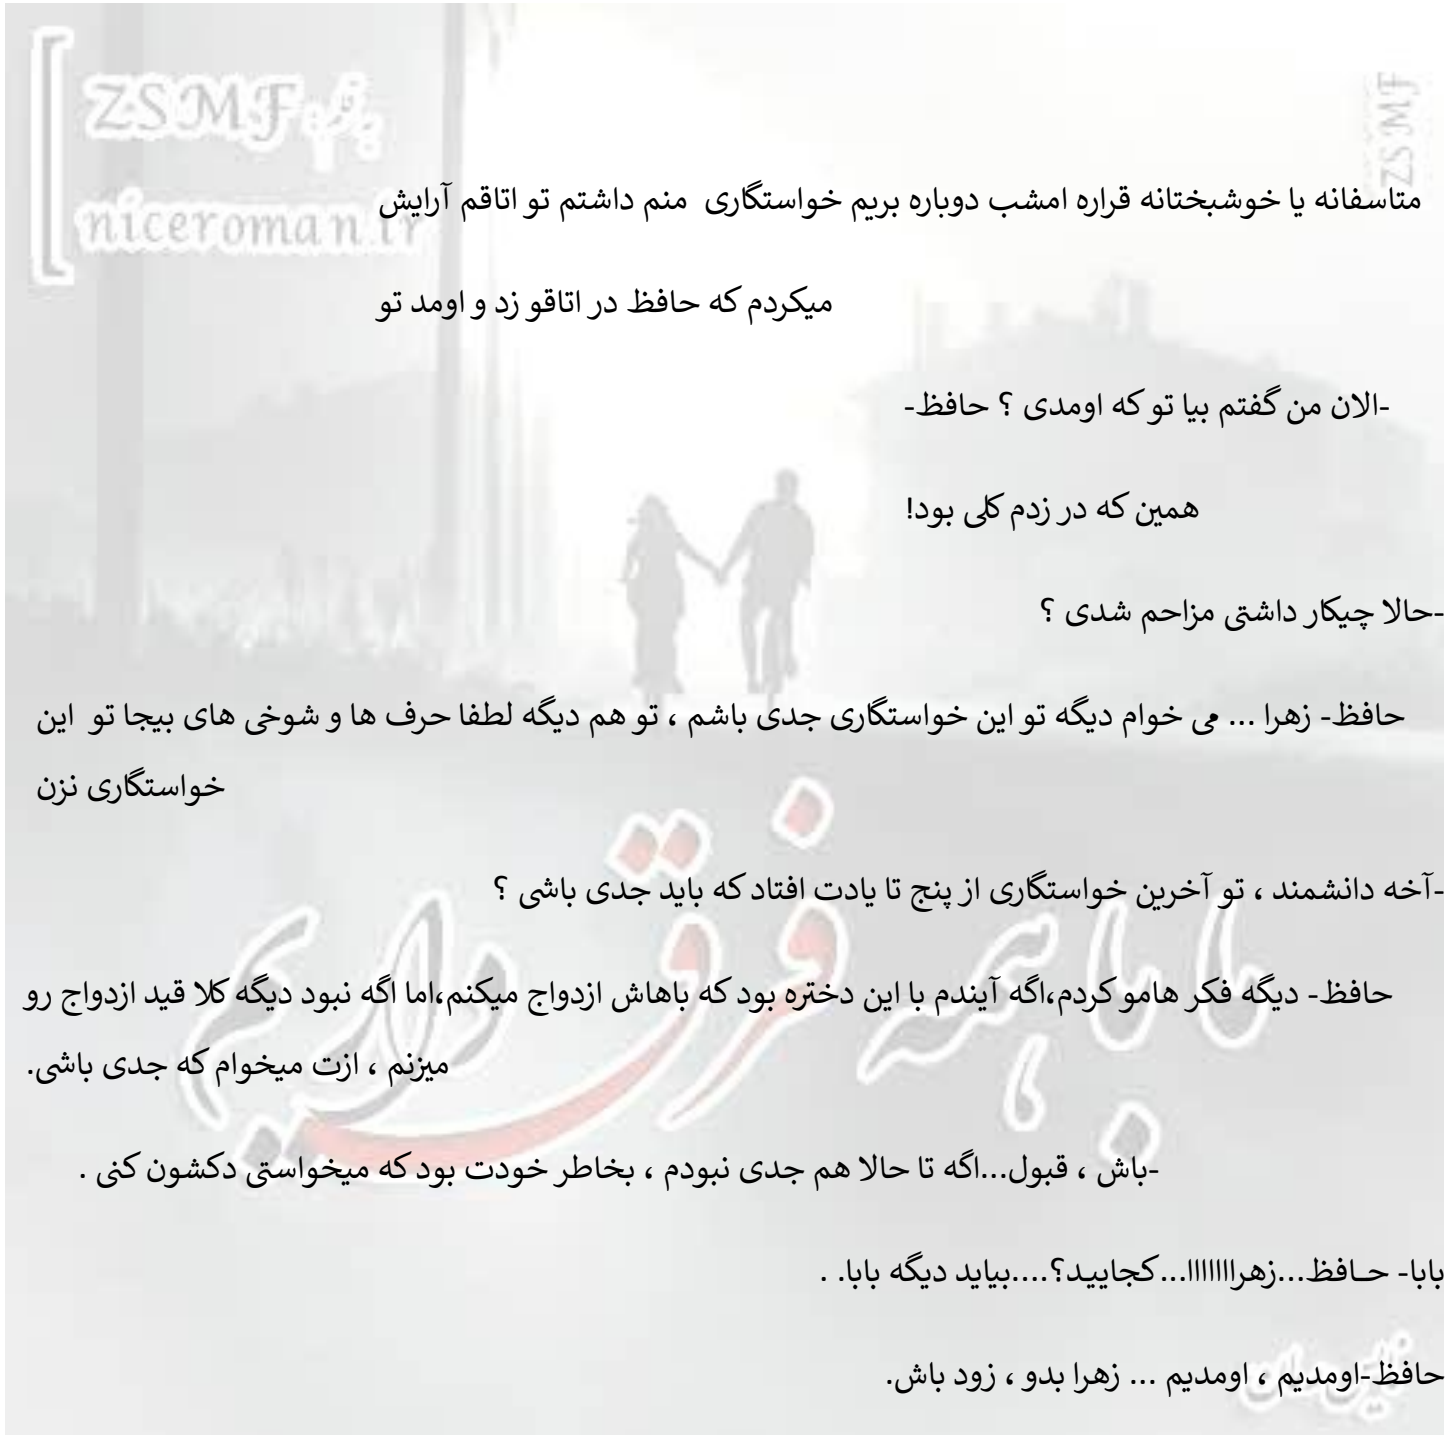 ZSMF
niceroman.ir
ZSMF
متاسفانه یا خوشبختانه قراره امشب دوباره بریم خواستگاری منم داشتم تو اتاقم آرایش
میکردم که حافظ در اتاقو زد و اومد تو
-الان من گفتم بیا تو که اومدی ؟ حافظ-
همین که در زدم کلی بود!
-حالا چیکار داشتی مزاحم شدی ؟
حافظ- زهرا ... می خوام دیگه تو این خواستگاری جدی باشم ، تو هم دیگه لطفا حرف ها و شوخی های بیجا تو این
خواستگاری نزن
-آخه دانشمند ، تو آخرین خواستگاری از پنج تا یادت افتاد که باید جدی باشی ؟
حافظ- دیگه فکر هامو کردم،اگه آیندم با این دختره بود که باهاش ازدواج میکنم،اما اگه نبود دیگه کلا قید ازدواج رو
میزنم ، ازت میخوام که جدی باشی.
ما با همه فرق داریم
-باش ، قبول...اگه تا حالا هم جدی نبودم ، بخاطر خودت بود که میخواستی دکشون کنی .
بابا- حـافظ...زهرااااااا...کجایید؟....بیاید دیگه بابا. .
حافظ-اومدیم ، اومدیم ... زهرا بدو ، زود باش.